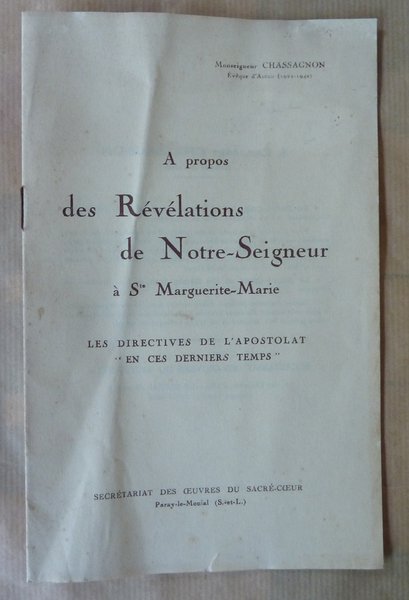 Monseigneur CHASSAGNON
Évêque d'Autun (1922-1940)
A propos
des Révélations
de Notre-Seigneur
à Ste Marguerite-Marie
LES DIRECTIVES DE L'APOSTOLAT
" EN CES DERNIERS TEMPS "
SECRÉTARIAT DES ŒUVRES DU SACRÉ-CŒUR
Paray-le-Monial (S.-et-L.)